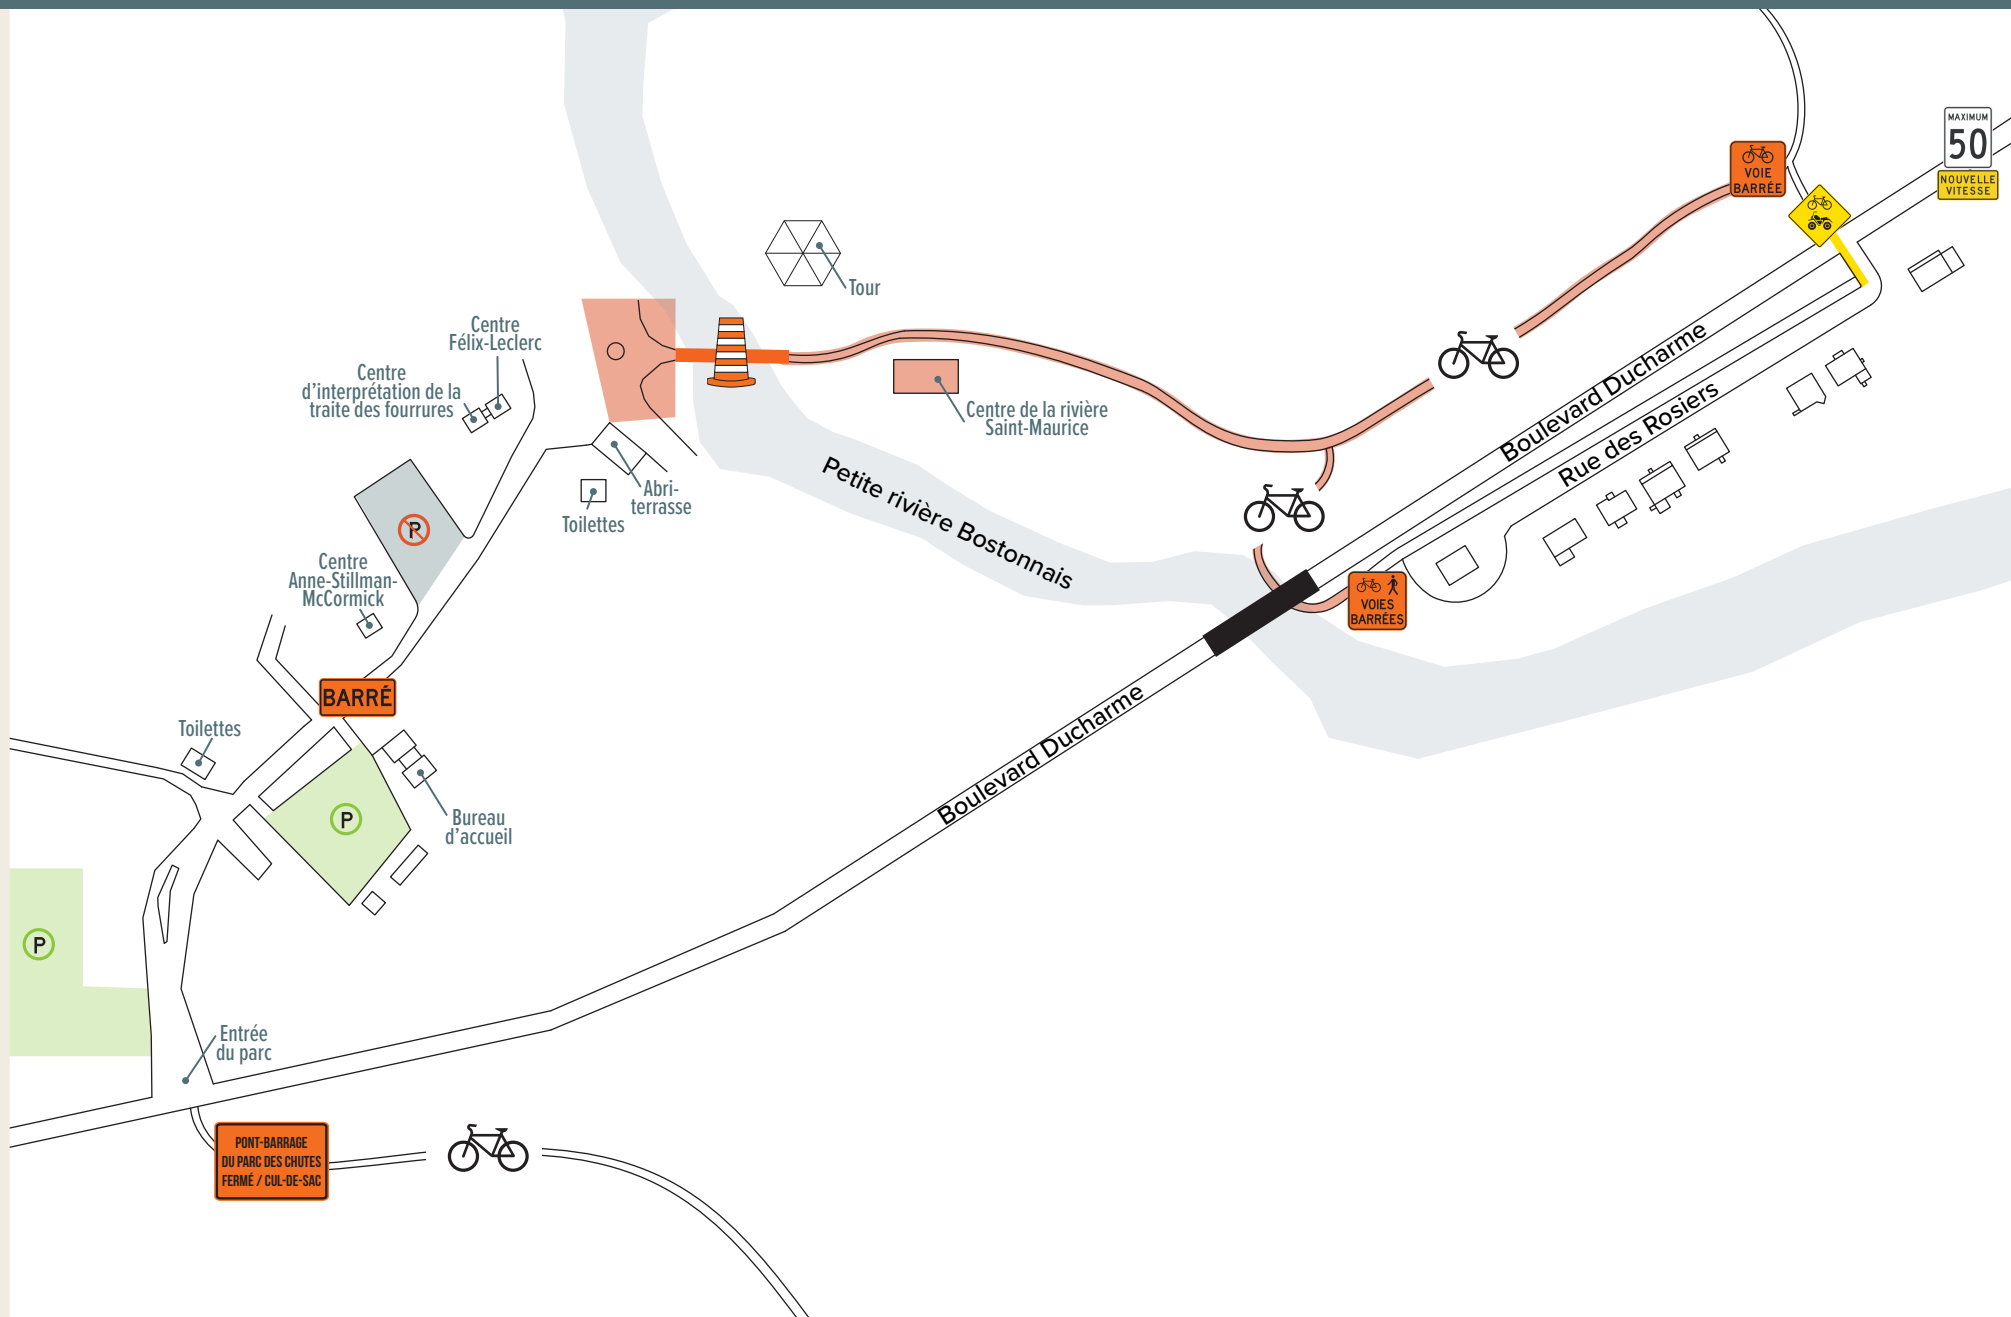 MAXIMUM
50
NOUVELLE
VITESSE
VOIE
BARRÉE
Tour
Centre
Félix-Leclerc
Centre
d'interprétation de la
traite des fourrures
Centre de la rivière
Saint-Maurice
Boulevard Ducharme
Rue des Rosiers
Abri-
terrasse
Toilettes
P
Petite rivière Bostonnais
Centre
Anne-Stillman-
McCormick
VOIES
BARRÉES
BARRÉ
Toilettes
Boulevard Ducharme
P
Bureau
d'accueil
P
Entrée
du parc
PONT-BARRAGE
DU PARC DES CHUTES
FERMÉ / CUL-DE-SAC